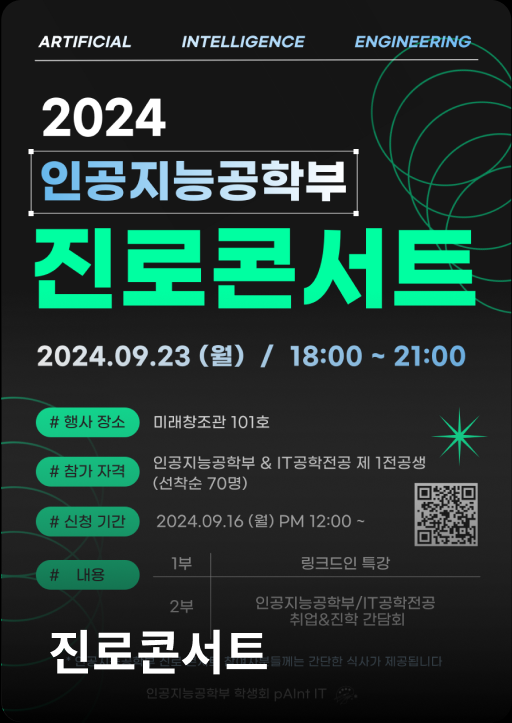 ARTIFICIAL INTELLIGENCE ENGINEERING
2024
인공지능공학부
진로콘서트
2024.09.23 (월) / 18:00 ~ 21:00
# 행사 장소 미래창조관 101호
# 참가 자격 인공지능공학부 & IT공학전공 제 1전공생
(선착순 70명)
# 신청 기간 2024.09.16 (월) PM 12:00 ~
# 내용 1부 링크드인 특강
2부 인공지능공학부/IT공학전공
취업&진학 간담회
진로콘서트
께는 간단한 식사가 제공됩니다
인공지능공학부 학생회 pAInt IT